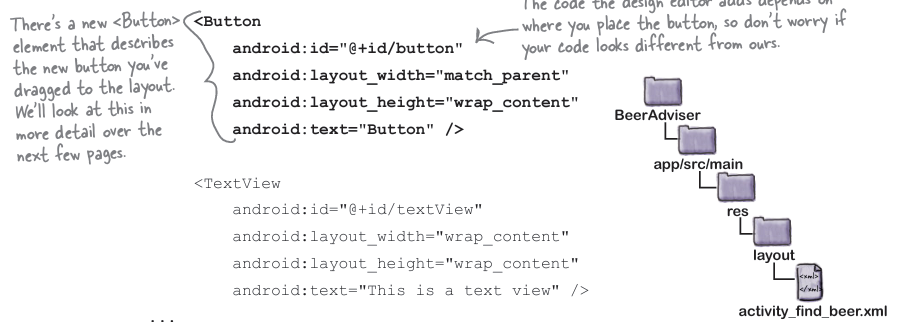 There's a new <Button>
element that describes
the new button you've
dragged to the layout.
We'll look at this in
more detail over the
next few pages.
<Button
android:id="@+id/button"
android:layout_width="match_parent"
android:layout_height="wrap_content"
android:text="Button" />
The code the design editor adds depends on
where you place the button, so don't worry if
your code looks different from ours.
<TextView
android:id="@+id/textView"
android:layout_width="wrap_content"
android:layout_height="wrap_content"
android:text="This is a text view" />
...
BeerAdviser
app/src/main
res
layout
<xml>
</xml>
activity_find_beer.xml